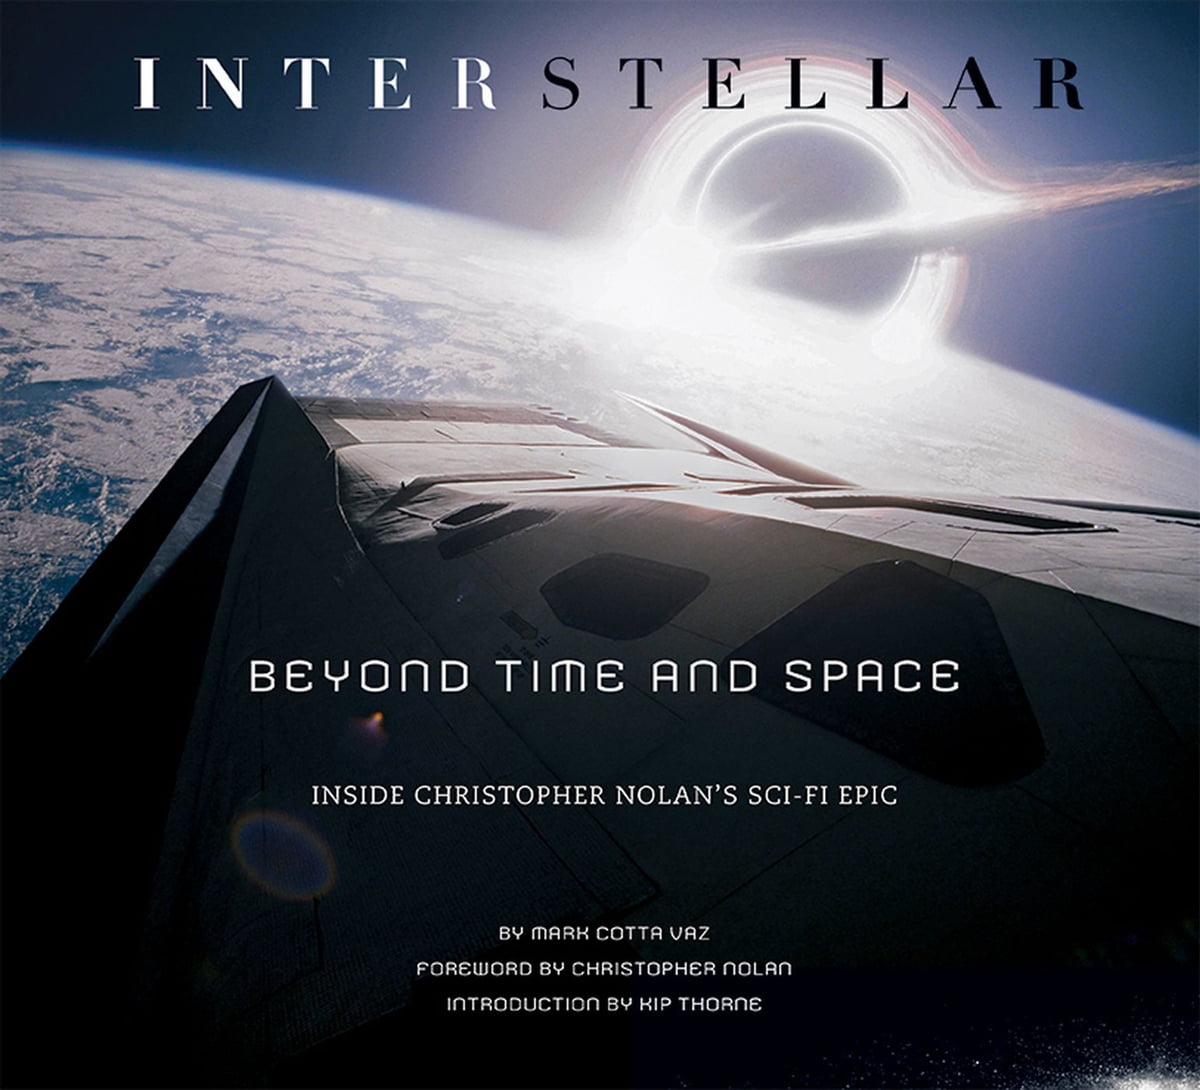 INTERSTELLAR
BEYOND TIME AND SPACE
INSIDE CHRISTOPHER NOLAN'S SCI-FI EPIC
BY MARK COTTA VAZ
FOREWORD BY CHRISTOPHER NOLAN
INTRODUCTION BY KIP THORNE